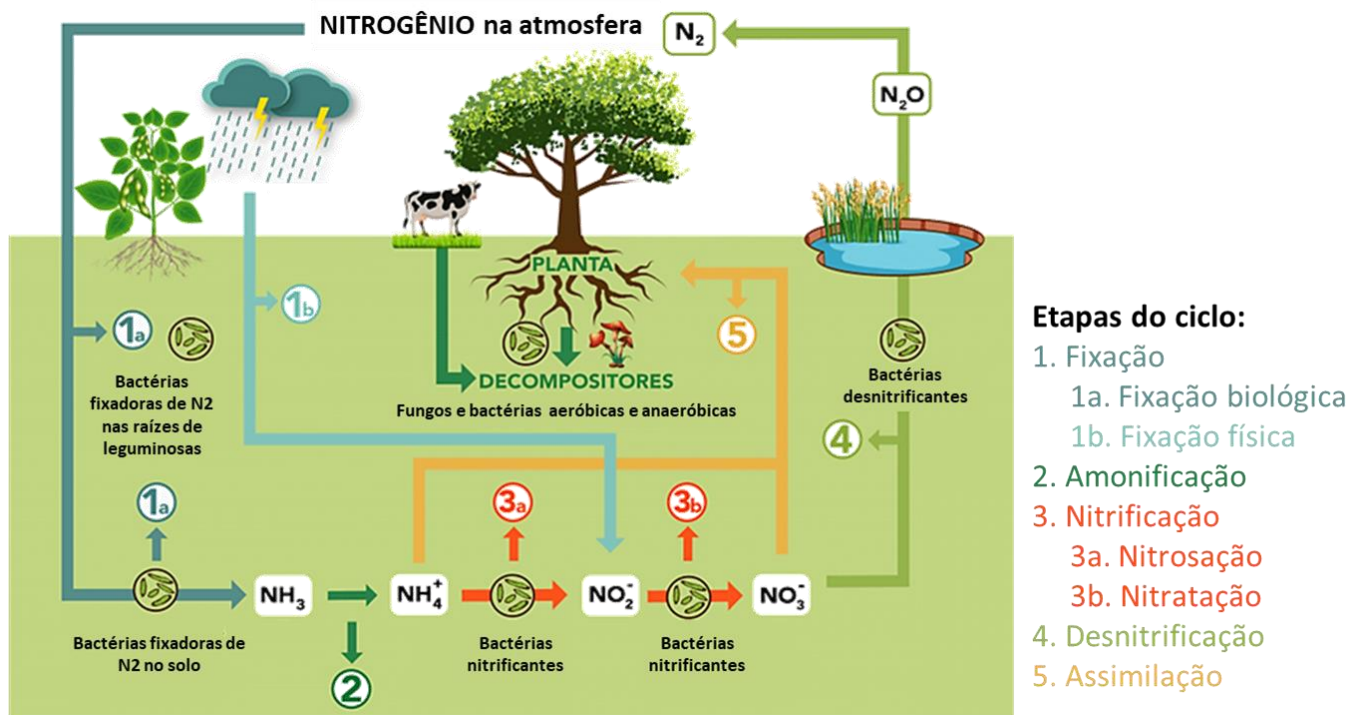 NITROGÊNIO na atmosfera
N₂
N₂O
PLANTA
1a
1b
5
Bactérias
fixadoras de N2
nas raízes de
leguminosas
DECOMPOSITORES
Fungos e bactérias aeróbicas e anaeróbicas
Bactérias
desnitrificantes
4
1a
3a
3b
NH₃
NH₄⁺
NO₂⁻
NO₃⁻
Bactérias fixadoras de
N2 no solo
Bactérias
nitrificantes
Bactérias
nitrificantes
2
Etapas do ciclo:
1. Fixação
1a. Fixação biológica
1b. Fixação física
2. Amonificação
3. Nitrificação
3a. Nitrosação
3b. Nitratação
4. Desnitrificação
5. Assimilação